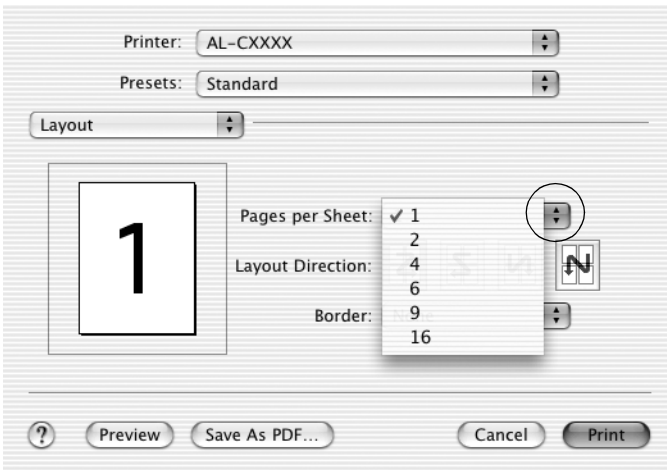 Printer: AL-CXXXX
Presets: Standard
Layout
1
Pages per Sheet: ✓ 1
2
Layout Direction: 4
6
Border: 9
16
? Preview Save As PDF... Cancel Print